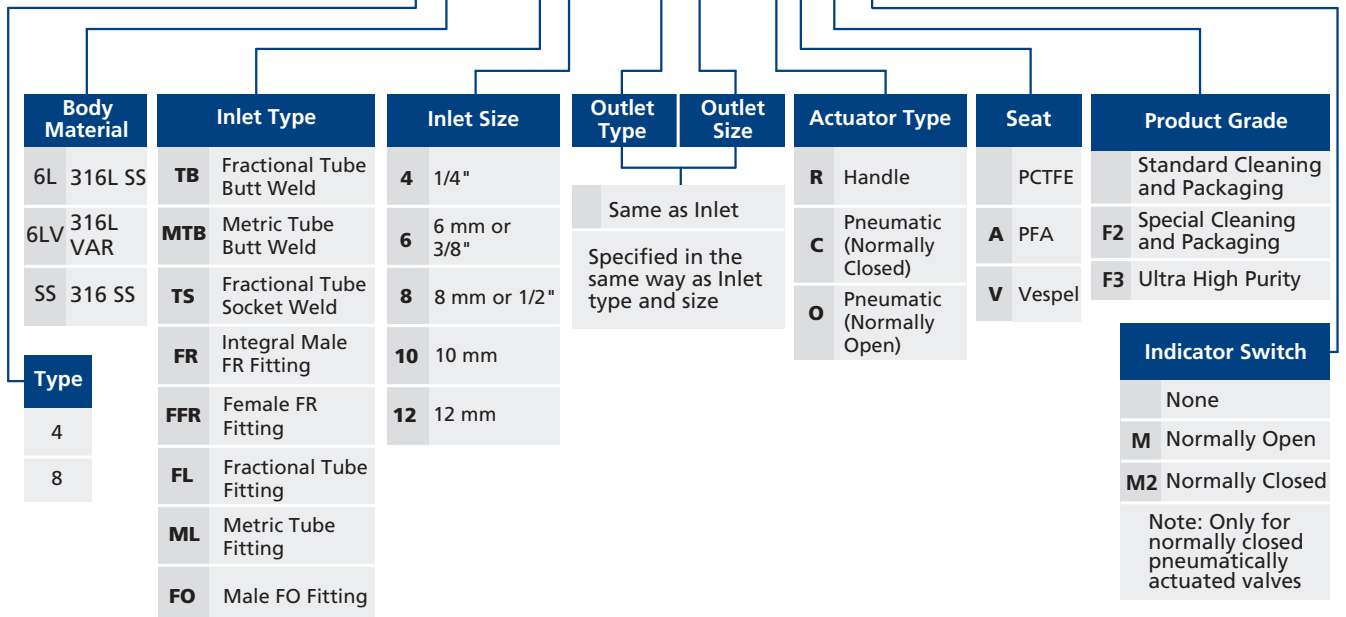 Body
Material
6L 316L SS
6LV 316L
VAR
SS 316 SS
Type
4
8
Inlet Type
TB Fractional Tube
Butt Weld
MTB Metric Tube
Butt Weld
TS Fractional Tube
Socket Weld
FR Integral Male
FR Fitting
FFR Female FR
Fitting
FL Fractional Tube
Fitting
ML Metric Tube
Fitting
FO Male FO Fitting
Inlet Size
4 1/4"
6 6 mm or
3/8"
8 8 mm or 1/2"
10 10 mm
12 12 mm
Outlet
Type
Outlet
Size
Same as Inlet
Specified in the
same way as Inlet
type and size
Actuator Type
R Handle
C Pneumatic
(Normally
Closed)
O Pneumatic
(Normally
Open)
Seat
PCTFE
A PFA
V Vespel
Product Grade
Standard Cleaning
and Packaging
F2 Special Cleaning
and Packaging
F3 Ultra High Purity
Indicator Switch
None
M Normally Open
M2 Normally Closed
Note: Only for
normally closed
pneumatically
actuated valves